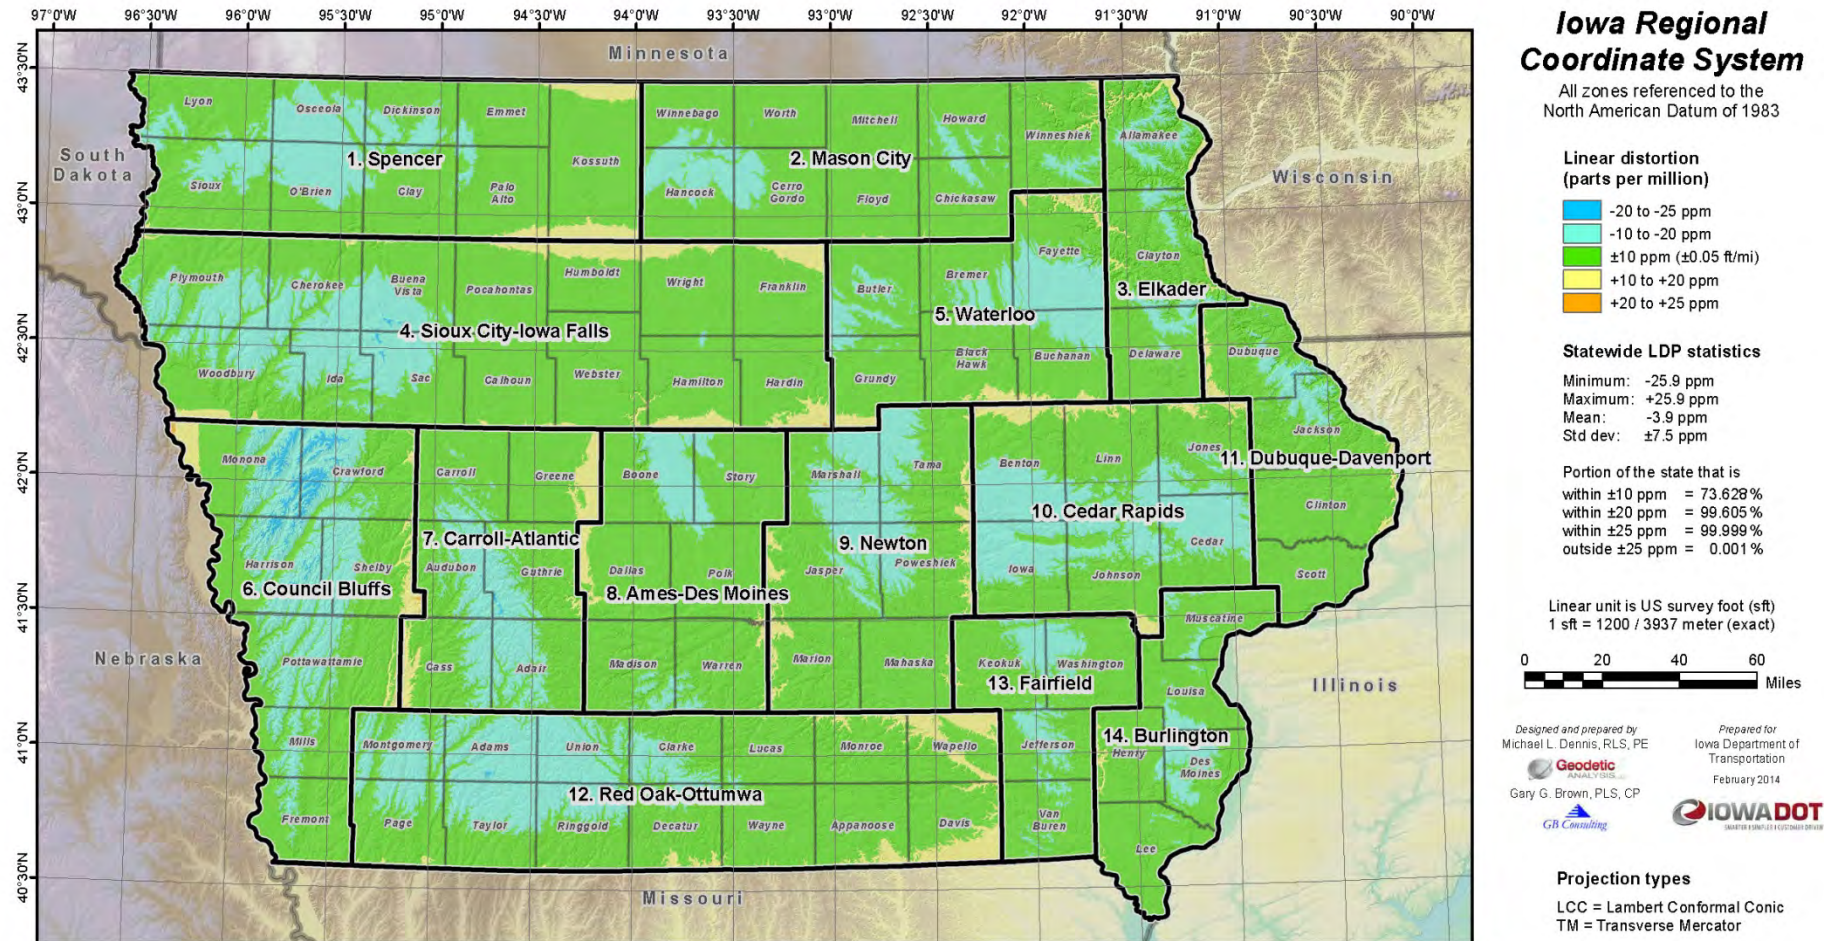 97°0'W 96°30'W 96°0'W 95°30'W 95°0'W 94°30'W 94°0'W 93°30'W 93°0'W 92°30'W 92°0'W 91°30'W 91°0'W 90°30'W 90°0'W
43°30'N
43°0'N
42°30'N
42°0'N
41°30'N
41°0'N
40°30'N
Minnesota
South
Dakota
Wisconsin
Nebraska
Illinois
Missouri
Lyon
Osceola
Dickinson
Emmet
Kossuth
Sioux
O'Brien
Clay
Palo
Alto
1. Spencer
Winnebago
Worth
Mitchell
Howard
Winneshiek
Hancock
Cerro
Gordo
Floyd
Chickasaw
2. Mason City
Allamakee
Clayton
3. Elkader
Delaware
Plymouth
Cherokee
Buena
Vista
Pocahontas
Humboldt
Wright
Franklin
4. Sioux City-Iowa Falls
Woodbury
Ida
Sac
Calhoun
Webster
Hamilton
Hardin
Butler
Bremer
Fayette
5. Waterloo
Grundy
Black
Hawk
Buchanan
Dubuque
Jackson
11. Dubuque-Davenport
Clinton
Scott
Monona
Crawford
Harrison
Shelby
6. Council Bluffs
Pottawattamie
Mills
Fremont
Carroll
Greene
7. Carroll-Atlantic
Audubon
Guthrie
Cass
Adair
Boone
Story
Dallas
Polk
8. Ames-Des Moines
Madison
Warren
Marshall
Tama
9. Newton
Jasper
Poweshiek
Marion
Mahaska
Benton
Linn
Jones
10. Cedar Rapids
Cedar
Iowa
Johnson
Montgomery
Adams
Union
Clarke
Lucas
Monroe
Wapello
12. Red Oak-Ottumwa
Page
Taylor
Ringgold
Decatur
Wayne
Appanoose
Davis
Keokuk
Washington
13. Fairfield
Jefferson
Van
Buren
Muscatine
Louisa
14. Burlington
Henry
Des
Moines
Lee
Iowa Regional
Coordinate System
All zones referenced to the
North American Datum of 1983
Linear distortion
(parts per million)
-20 to -25 ppm
-10 to -20 ppm
±10 ppm (±0.05 ft/mi)
+10 to +20 ppm
+20 to +25 ppm
Statewide LDP statistics
Minimum: -25.9 ppm
Maximum: +25.9 ppm
Mean: -3.9 ppm
Std dev: ±7.5 ppm
Portion of the state that is
within ±10 ppm = 73.628%
within ±20 ppm = 99.605%
within ±25 ppm = 99.999%
outside ±25 ppm = 0.001%
Linear unit is US survey foot (sft)
1 sft = 1200 / 3937 meter (exact)
0 20 40 60
Miles
Designed and prepared by
Michael L. Dennis, RLS, PE
Geodetic
ANALYSIS
Gary G. Brown, PLS, CP
GB Consulting
Prepared for
Iowa Department of
Transportation
February 2014
IOWADOT
Projection types
LCC = Lambert Conformal Conic
TM = Transverse Mercator